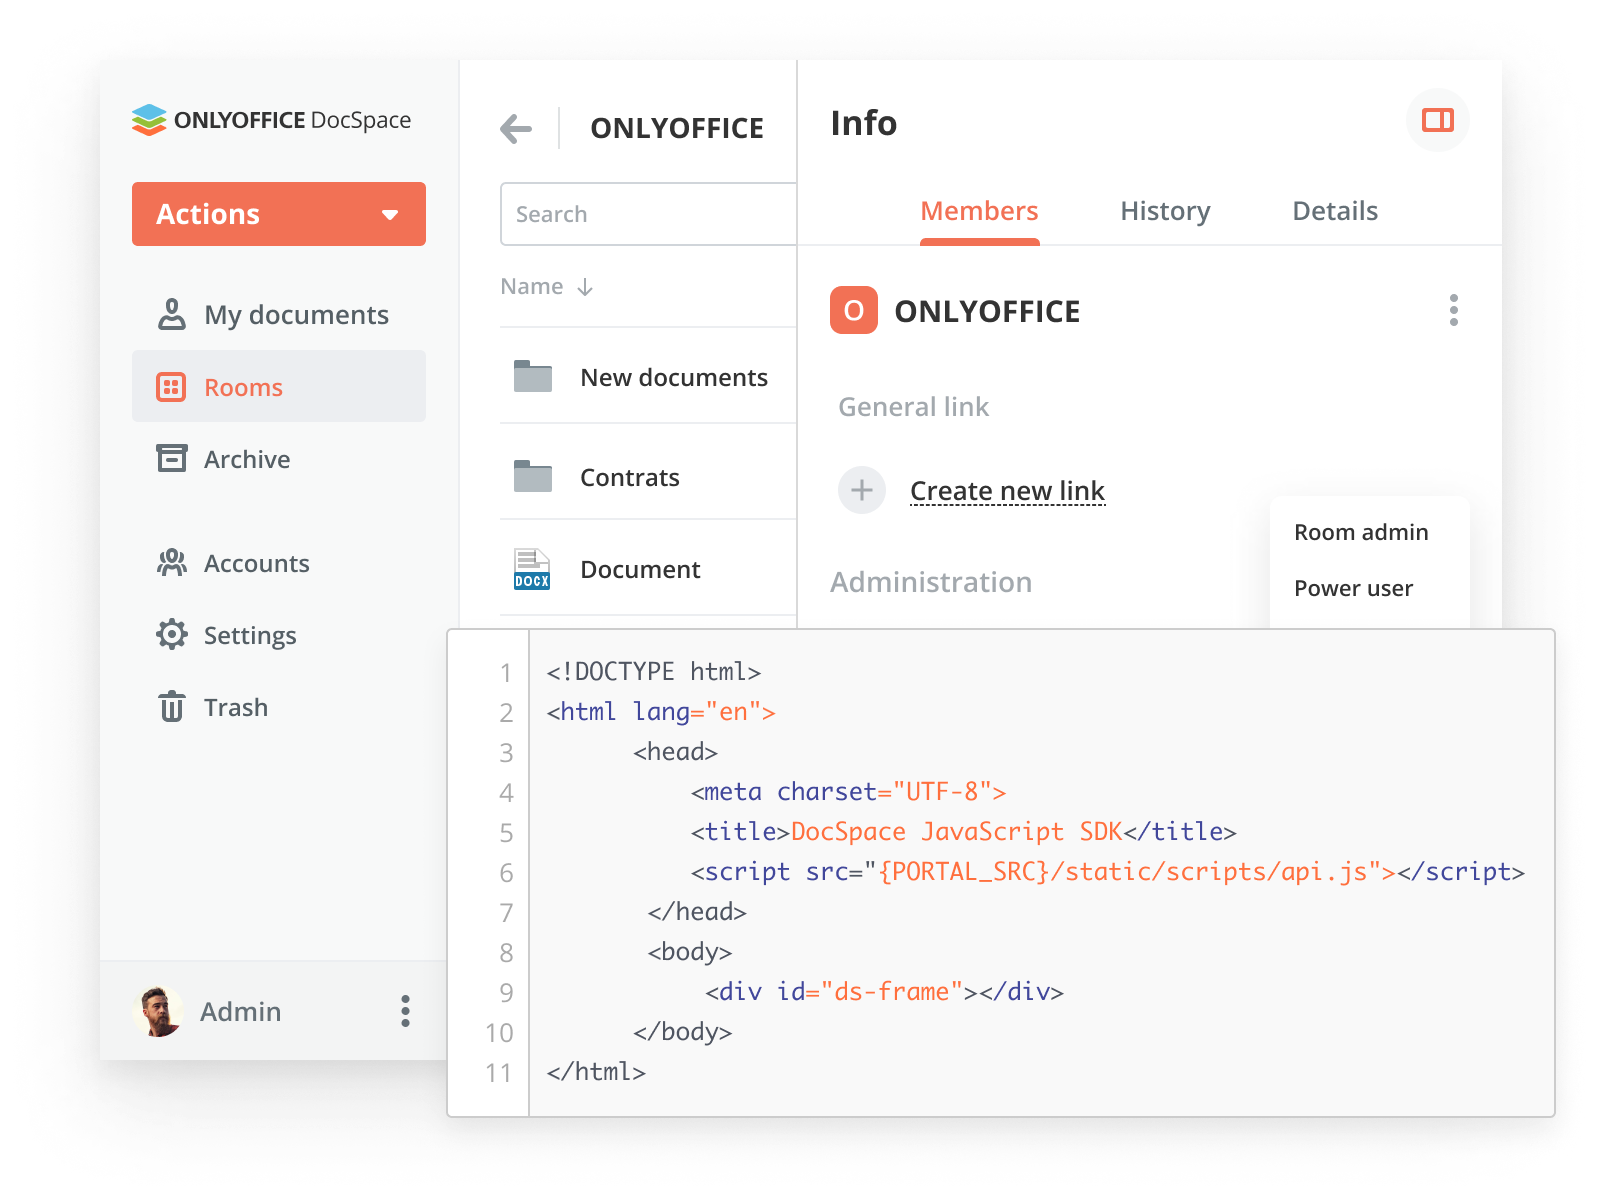 ONLYOFFICE DocSpace
Actions
My documents
Rooms
Archive
Accounts
Settings
Trash
Admin
ONLYOFFICE
Search
Name
New documents
Contrats
Document
DOCX
Info
Members History Details
O ONLYOFFICE
General link
Create new link
Administration
Room admin
Power user
1 <!DOCTYPE html>
2 <html lang="en">
3 <head>
4 <meta charset="UTF-8">
5 <title>DocSpace JavaScript SDK</title>
6 <script src="{PORTAL_SRC}/static/scripts/api.js"></script>
7 </head>
8 <body>
9 <div id="ds-frame"></div>
10 </body>
11 </html>